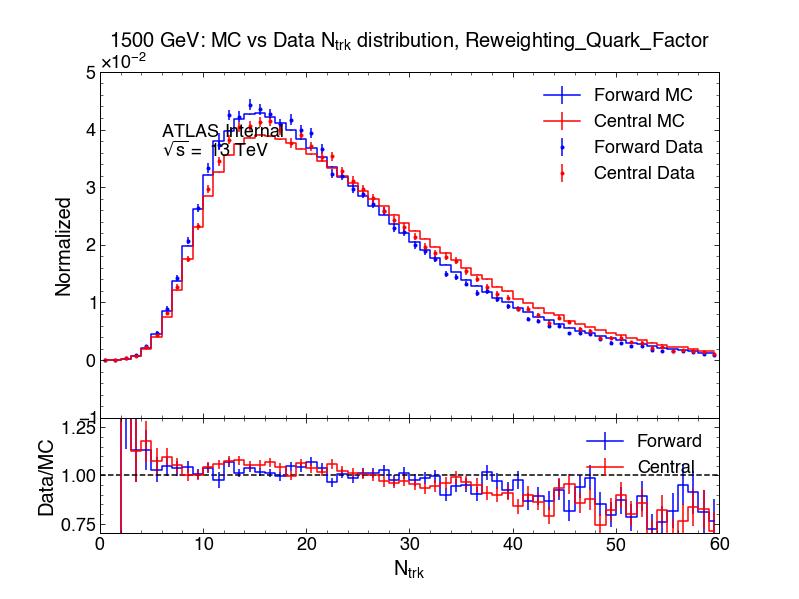 1500 GeV: MC vs Data N_trk distribution, Reweighting_Quark_Factor
×10⁻²
5
4
3
2
1
0
−1
Normalized
ATLAS Internal
√s = 13 TeV
Forward MC
Central MC
Forward Data
Central Data
1.25
1.00
0.75
Data/MC
Forward
Central
0 10 20 30 40 50 60
N_trk